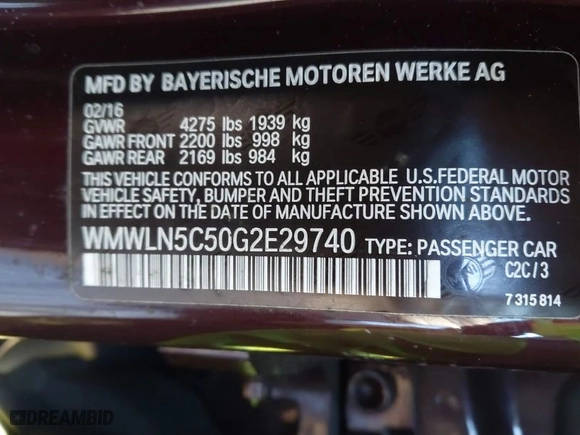 MFD BY BAYERISCHE MOTOREN WERKE AG
02/16
GVWR 4275 lbs 1939 kg
GAWR FRONT 2200 lbs 998 kg
GAWR REAR 2169 lbs 984 kg
THIS VEHICLE CONFORMS TO ALL APPLICABLE U.S.FEDERAL MOTOR
VEHICLE SAFETY, BUMPER AND THEFT PREVENTION STANDARDS
IN EFFECT ON THE DATE OF MANUFACTURE SHOWN ABOVE.
WMWLN5C50G2E29740 TYPE: PASSENGER CAR
C2C / 3
7 315 814
DREAMBID